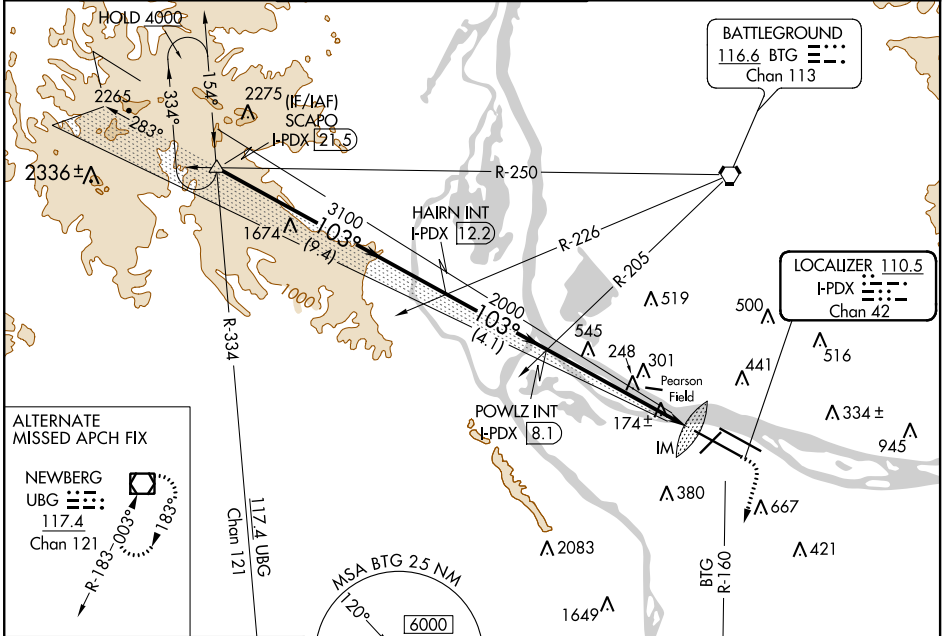 HOLD 4000
BATTLEGROUND
116.6 BTG
Chan 113
2265
2275
(IF/IAF)
SCAPO
I-PDX 21.5
154°
334°
283°
2336 ±
R-250
3100
HAIRN INT
I-PDX 12.2
1674
103°
(9.4)
R-226
R-205
LOCALIZER 110.5
I-PDX
Chan 42
1000
2000
103°
(4.1)
519
500
545
516
248
301
441
Pearson
Field
R-334
POWLZ INT
I-PDX 8.1
174±
334 ±
945
IM
ALTERNATE
MISSED APCH FIX
NEWBERG
UBG
117.4
Chan 121
183°
R-183
003°
117.4 UBG
Chan 121
380
667
2083
421
BTG
R-160
MSA BTG 25 NM
120°
6000
1649